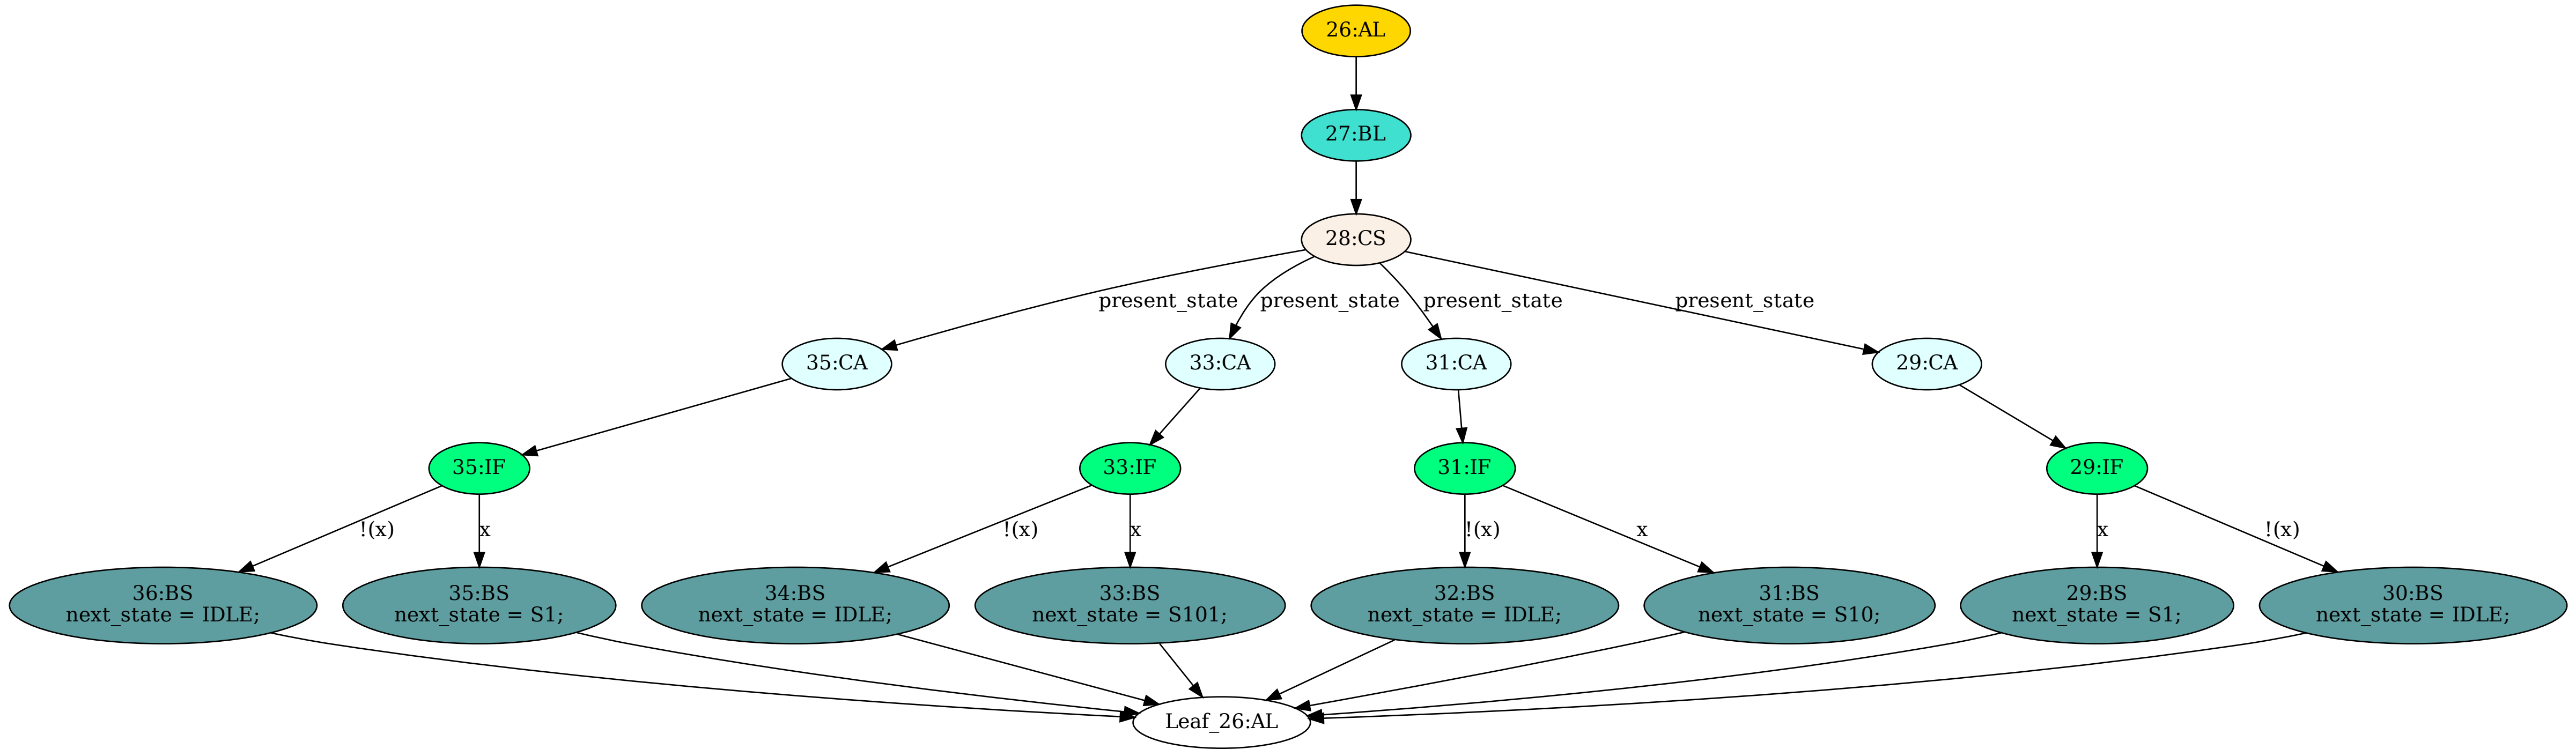 26:AL
27:BL
28:CS
present_state
present_state
present_state
present_state
35:CA
33:CA
31:CA
29:CA
35:IF
33:IF
31:IF
29:IF
!(x)
x
!(x)
x
!(x)
x
x
!(x)
36:BS
next_state = IDLE;
35:BS
next_state = S1;
34:BS
next_state = IDLE;
33:BS
next_state = S101;
32:BS
next_state = IDLE;
31:BS
next_state = S10;
29:BS
next_state = S1;
30:BS
next_state = IDLE;
Leaf_26:AL